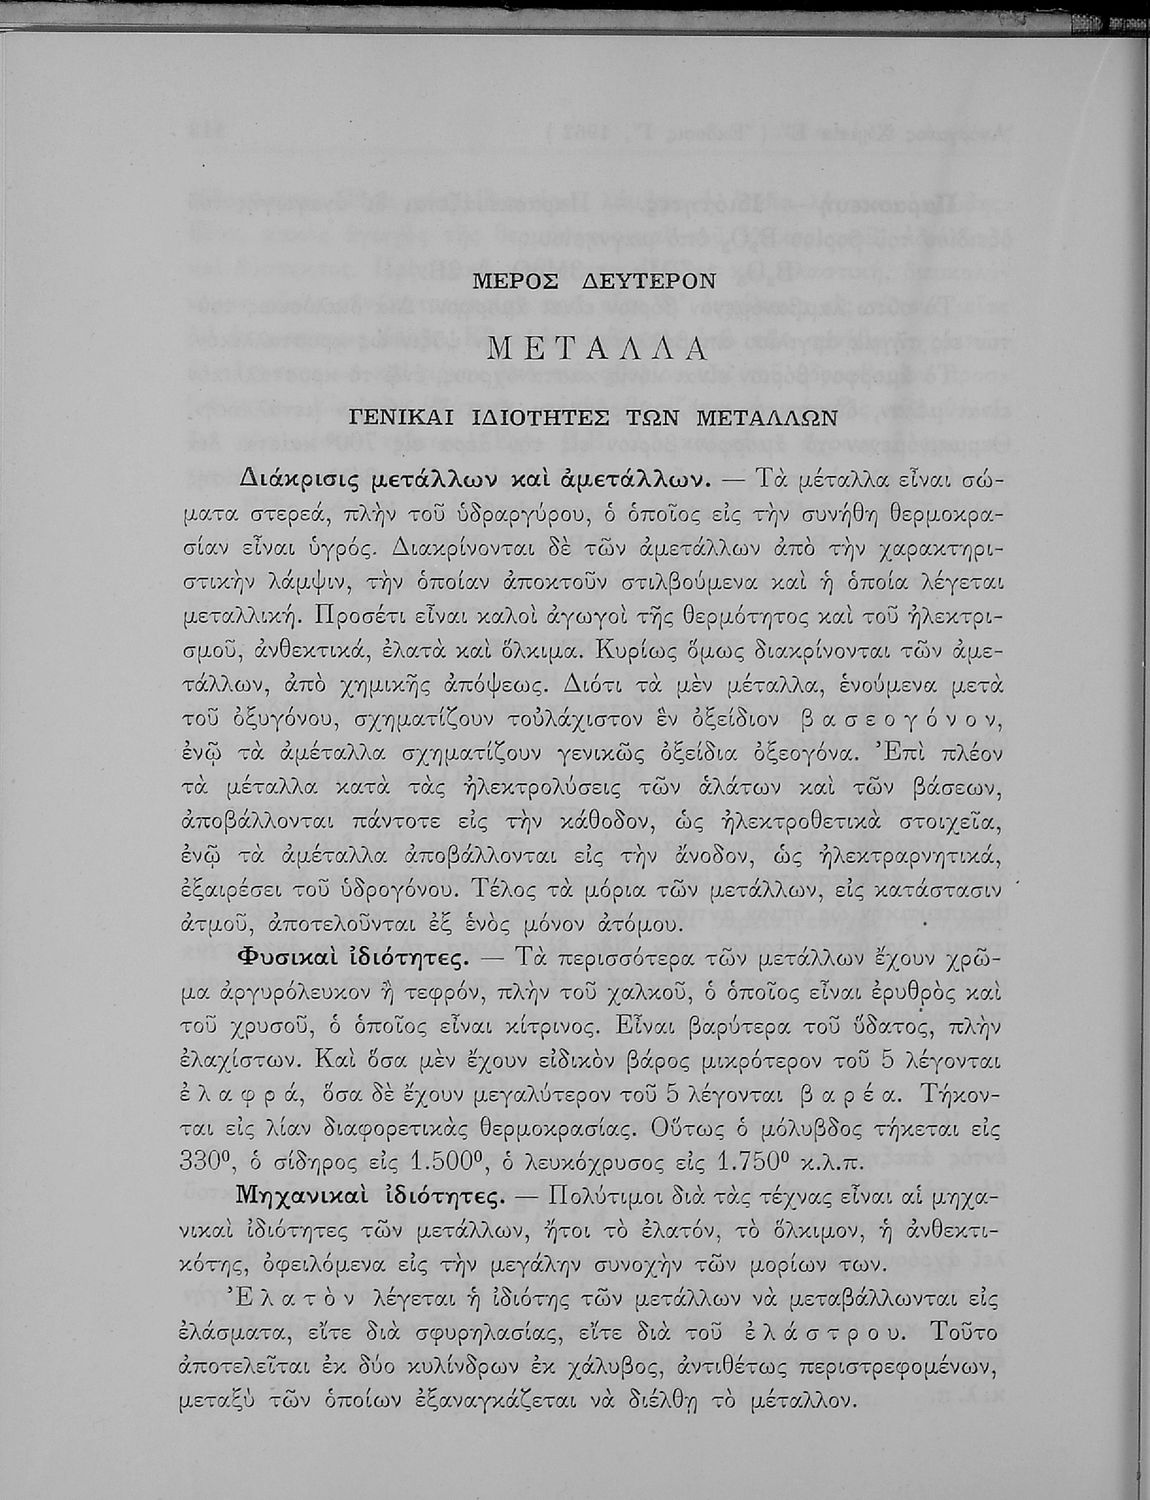 ΜΕΡΟΣ ΔΕΥΤΕΡΟΝ
ΜΕΤΑΛΛΑ
ΓΕΝΙΚΑΙ ΙΔΙΟΤΗΤΕΣ ΤΩΝ ΜΕΤΑΛΛΩΝ
Διάκρισις μετάλλων καὶ ἀμετάλλων. — Τὰ μέταλλα εἶναι σώ-
ματα στερεά, πλὴν τοῦ ὑδραργύρου, ὁ ὁποῖος εἰς τὴν συνήθη θερμοκρα-
σίαν εἶναι ὑγρός. Διακρίνονται δὲ τῶν ἀμετάλλων ἀπὸ τὴν χαρακτηρι-
στικὴν λάμψιν, τὴν ὁποίαν ἀποκτοῦν στιλβούμενα καὶ ἡ ὁποία λέγεται
μεταλλική. Προσέτι εἶναι καλοὶ ἀγωγοὶ τῆς θερμότητος καὶ τοῦ ἠλεκτρι-
σμοῦ, ἀνθεκτικά, ἐλατὰ καὶ ὅλκιμα. Κυρίως ὅμως διακρίνονται τῶν ἀμε-
τάλλων, ἀπὸ χημικῆς ἀπόψεως. Διότι τὰ μὲν μέταλλα, ἑνούμενα μετὰ
τοῦ ὀξυγόνου, σχηματίζουν τοὐλάχιστον ἓν ὀξείδιον βασεογόνον,
ἐνῷ τὰ ἀμέταλλα σχηματίζουν γενικῶς ὀξείδια ὀξεογόνα. Ἐπὶ πλέον
τὰ μέταλλα κατὰ τὰς ἠλεκτρολύσεις τῶν ἁλάτων καὶ τῶν βάσεων,
ἀποβάλλονται πάντοτε εἰς τὴν κάθοδον, ὡς ἠλεκτροθετικὰ στοιχεῖα,
ἐνῷ τὰ ἀμέταλλα ἀποβάλλονται εἰς τὴν ἄνοδον, ὡς ἠλεκτραρνητικά,
ἐξαιρέσει τοῦ ὑδρογόνου. Τέλος τὰ μόρια τῶν μετάλλων, εἰς κατάστασιν
ἀτμοῦ, ἀποτελοῦνται ἐξ ἑνὸς μόνον ἀτόμου.
Φυσικαὶ ἰδιότητες. — Τὰ περισσότερα τῶν μετάλλων ἔχουν χρῶ-
μα ἀργυρόλευκον ἢ τεφρόν, πλὴν τοῦ χαλκοῦ, ὁ ὁποῖος εἶναι ἐρυθρὸς καὶ
τοῦ χρυσοῦ, ὁ ὁποῖος εἶναι κίτρινος. Εἶναι βαρύτερα τοῦ ὕδατος, πλὴν
ἐλαχίστων. Καὶ ὅσα μὲν ἔχουν εἰδικὸν βάρος μικρότερον τοῦ 5 λέγονται
ἐλαφρά, ὅσα δὲ ἔχουν μεγαλύτερον τοῦ 5 λέγονται βαρέα. Τήκον-
ται εἰς λίαν διαφορετικὰς θερμοκρασίας. Οὕτως ὁ μόλυβδος τήκεται εἰς
330⁰, ὁ σίδηρος εἰς 1.500⁰, ὁ λευκόχρυσος εἰς 1.750⁰ κ.λ.π.
Μηχανικαὶ ἰδιότητες. — Πολύτιμοι διὰ τὰς τέχνας εἶναι αἱ μηχα-
νικαὶ ἰδιότητες τῶν μετάλλων, ἤτοι τὸ ἐλατόν, τὸ ὅλκιμον, ἡ ἀνθεκτι-
κότης, ὀφειλόμενα εἰς τὴν μεγάλην συνοχὴν τῶν μορίων των.
Ἐλατὸν λέγεται ἡ ἰδιότης τῶν μετάλλων νὰ μεταβάλλωνται εἰς
ἐλάσματα, εἴτε διὰ σφυρηλασίας, εἴτε διὰ τοῦ ἐλάστρου. Τοῦτο
ἀποτελεῖται ἐκ δύο κυλίνδρων ἐκ χάλυβος, ἀντιθέτως περιστρεφομένων,
μεταξὺ τῶν ὁποίων ἐξαναγκάζεται νὰ διέλθῃ τὸ μέταλλον.